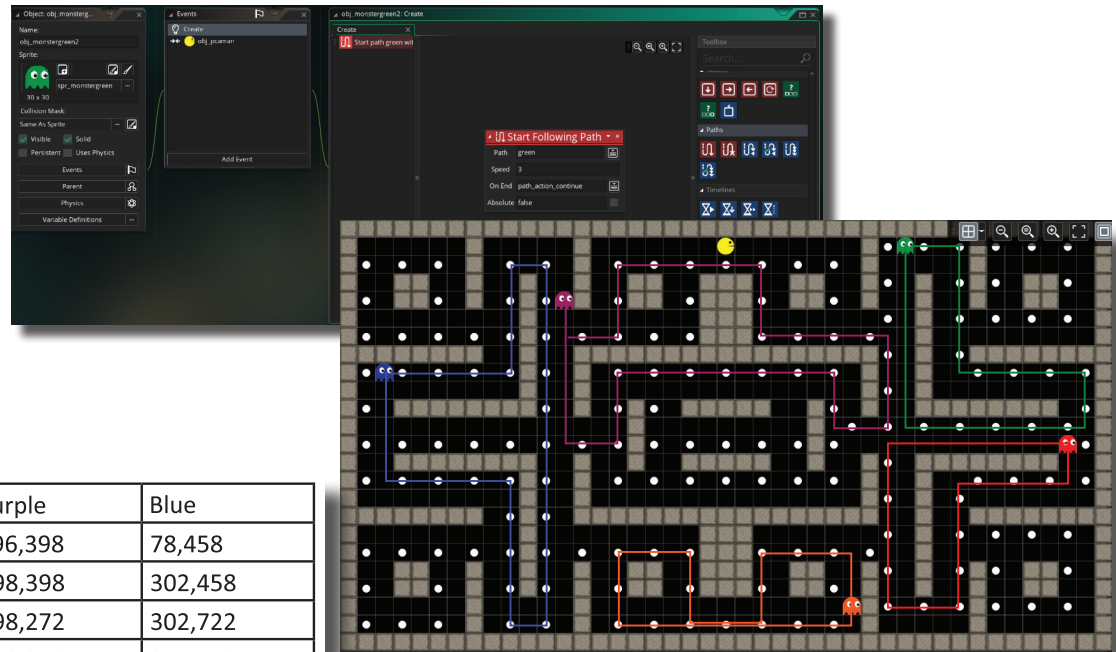 Object: obj_monsterg...
Name:
obj_monstergreen2
Sprite:
spr_monstergreen
30 x 30
Collision Mask:
Same As Sprite
Visible
Solid
Persistent
Uses Physics
Events
Parent
Physics
Variable Definitions
Events
Create
obj_pcaman
Add Event
obj_monstergreen2: Create
Create
Start path green wit
Start Following Path
Path green
Speed 3
On End path_action_continue
Absolute false
Toolbox
Search...
Paths
Timelines
urple Blue
96,398 78,458
98,398 302,458
98,272 302,722